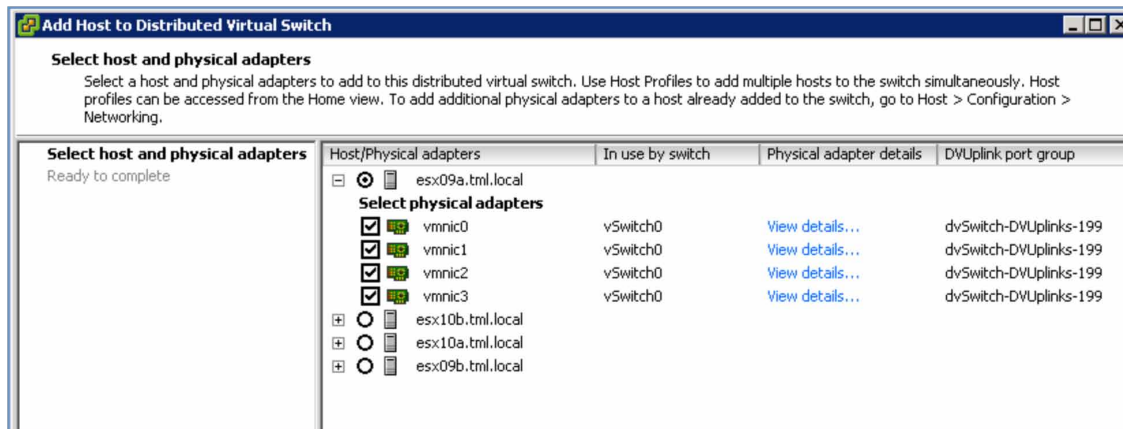 Add Host to Distributed Virtual Switch
Select host and physical adapters
Select a host and physical adapters to add to this distributed virtual switch. Use Host Profiles to add multiple hosts to the switch simultaneously. Host
profiles can be accessed from the Home view. To add additional physical adapters to a host already added to the switch, go to Host > Configuration >
Networking.
Select host and physical adapters
Ready to complete
Host/Physical adapters In use by switch Physical adapter details DVUplink port group
esx09a.tml.local
Select physical adapters
vmnic0 vSwitch0 View details... dvSwitch-DVUplinks-199
vmnic1 vSwitch0 View details... dvSwitch-DVUplinks-199
vmnic2 vSwitch0 View details... dvSwitch-DVUplinks-199
vmnic3 vSwitch0 View details... dvSwitch-DVUplinks-199
esx10b.tml.local
esx10a.tml.local
esx09b.tml.local